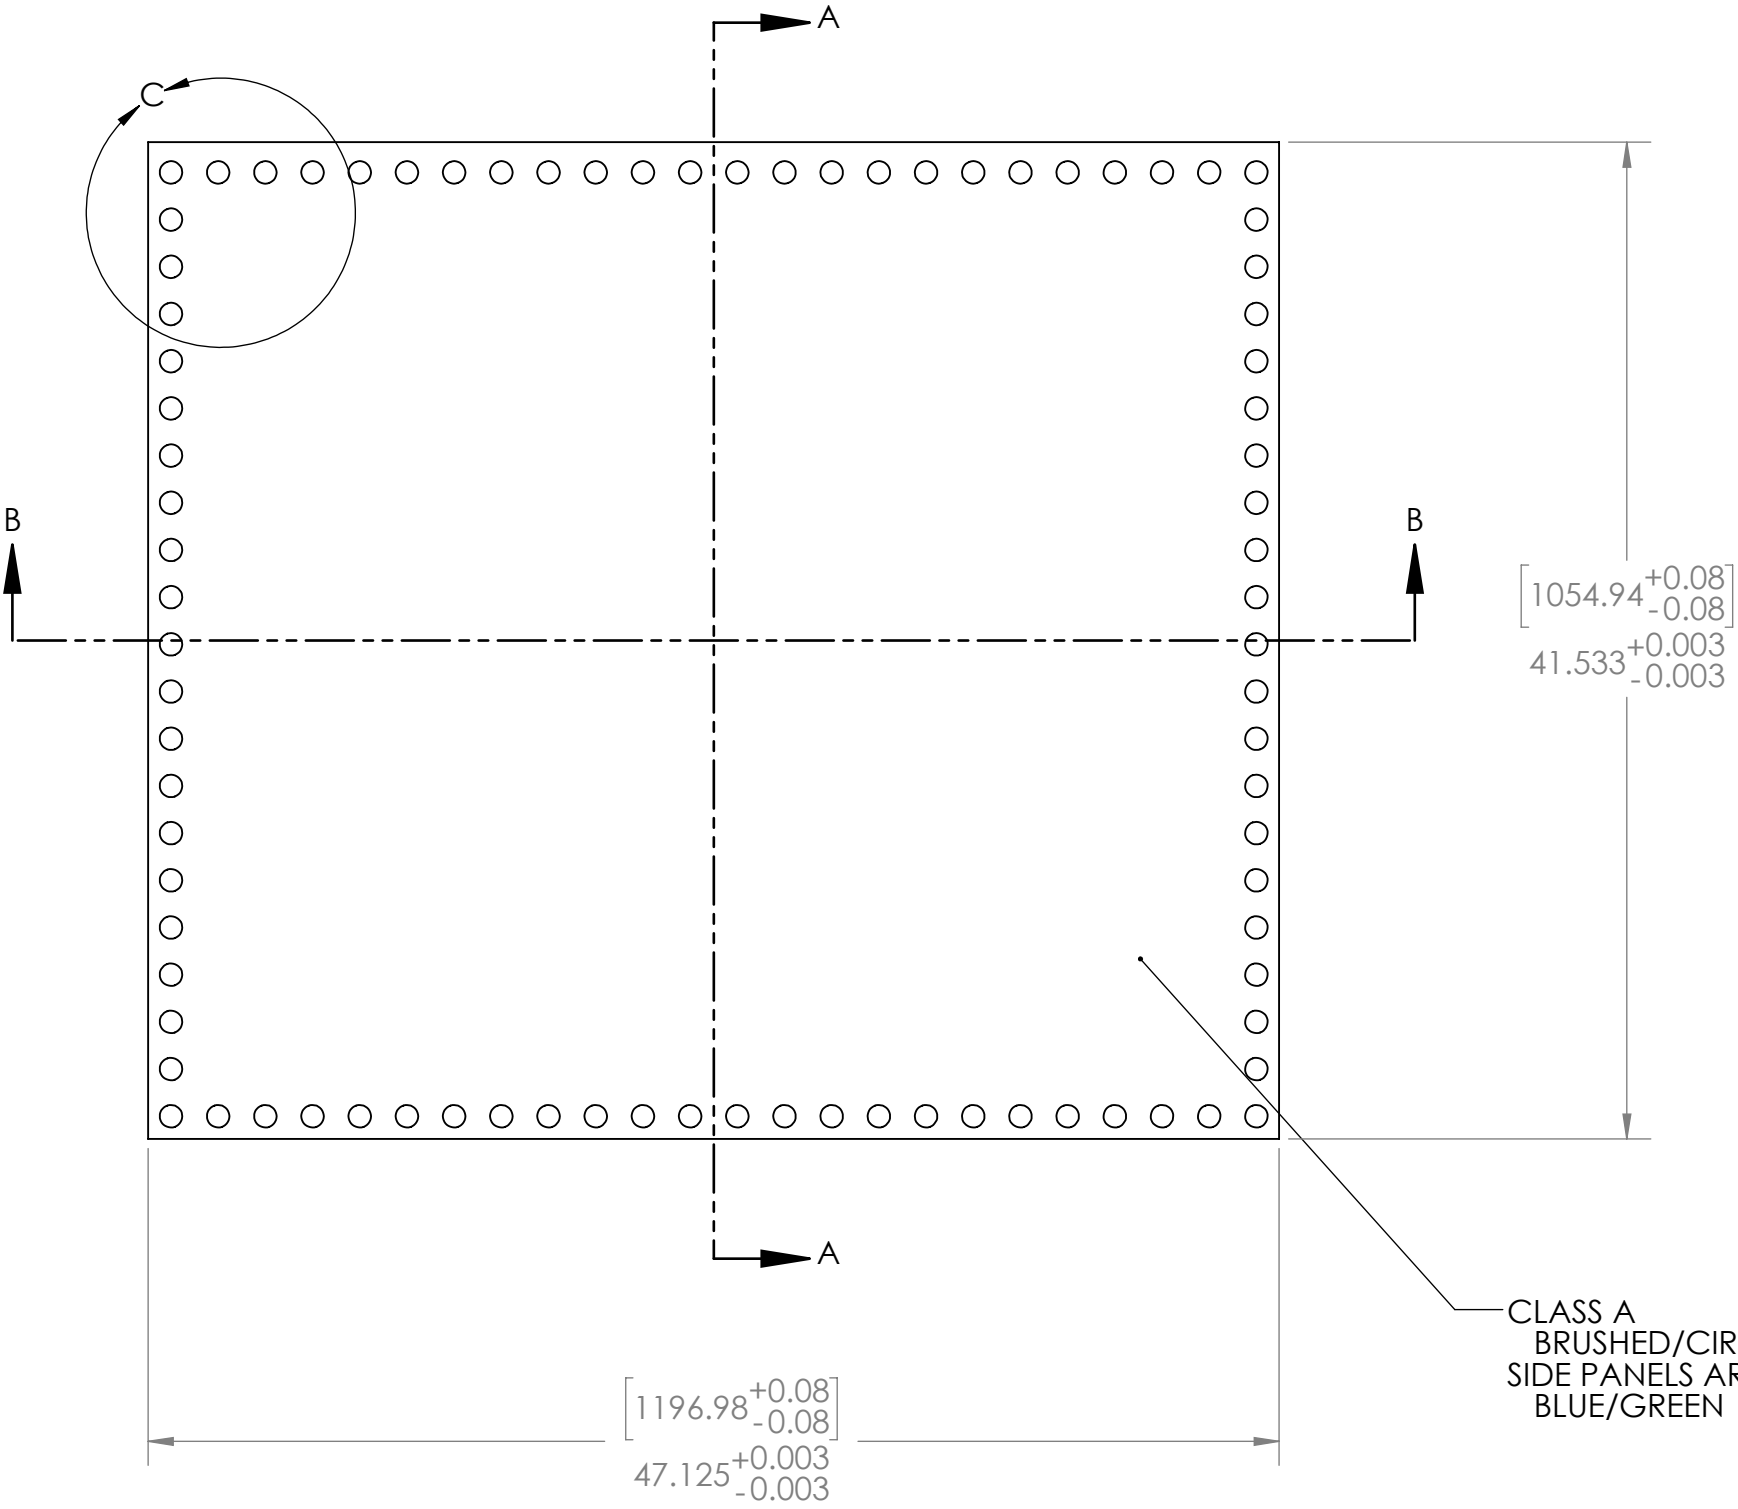 A
C
B
B
[1054.94 +0.08 -0.08]
41.533 +0.003 -0.003
A
CLASS A
BRUSHED/CIR
SIDE PANELS AR
BLUE/GREEN
[1196.98 +0.08 -0.08]
47.125 +0.003 -0.003